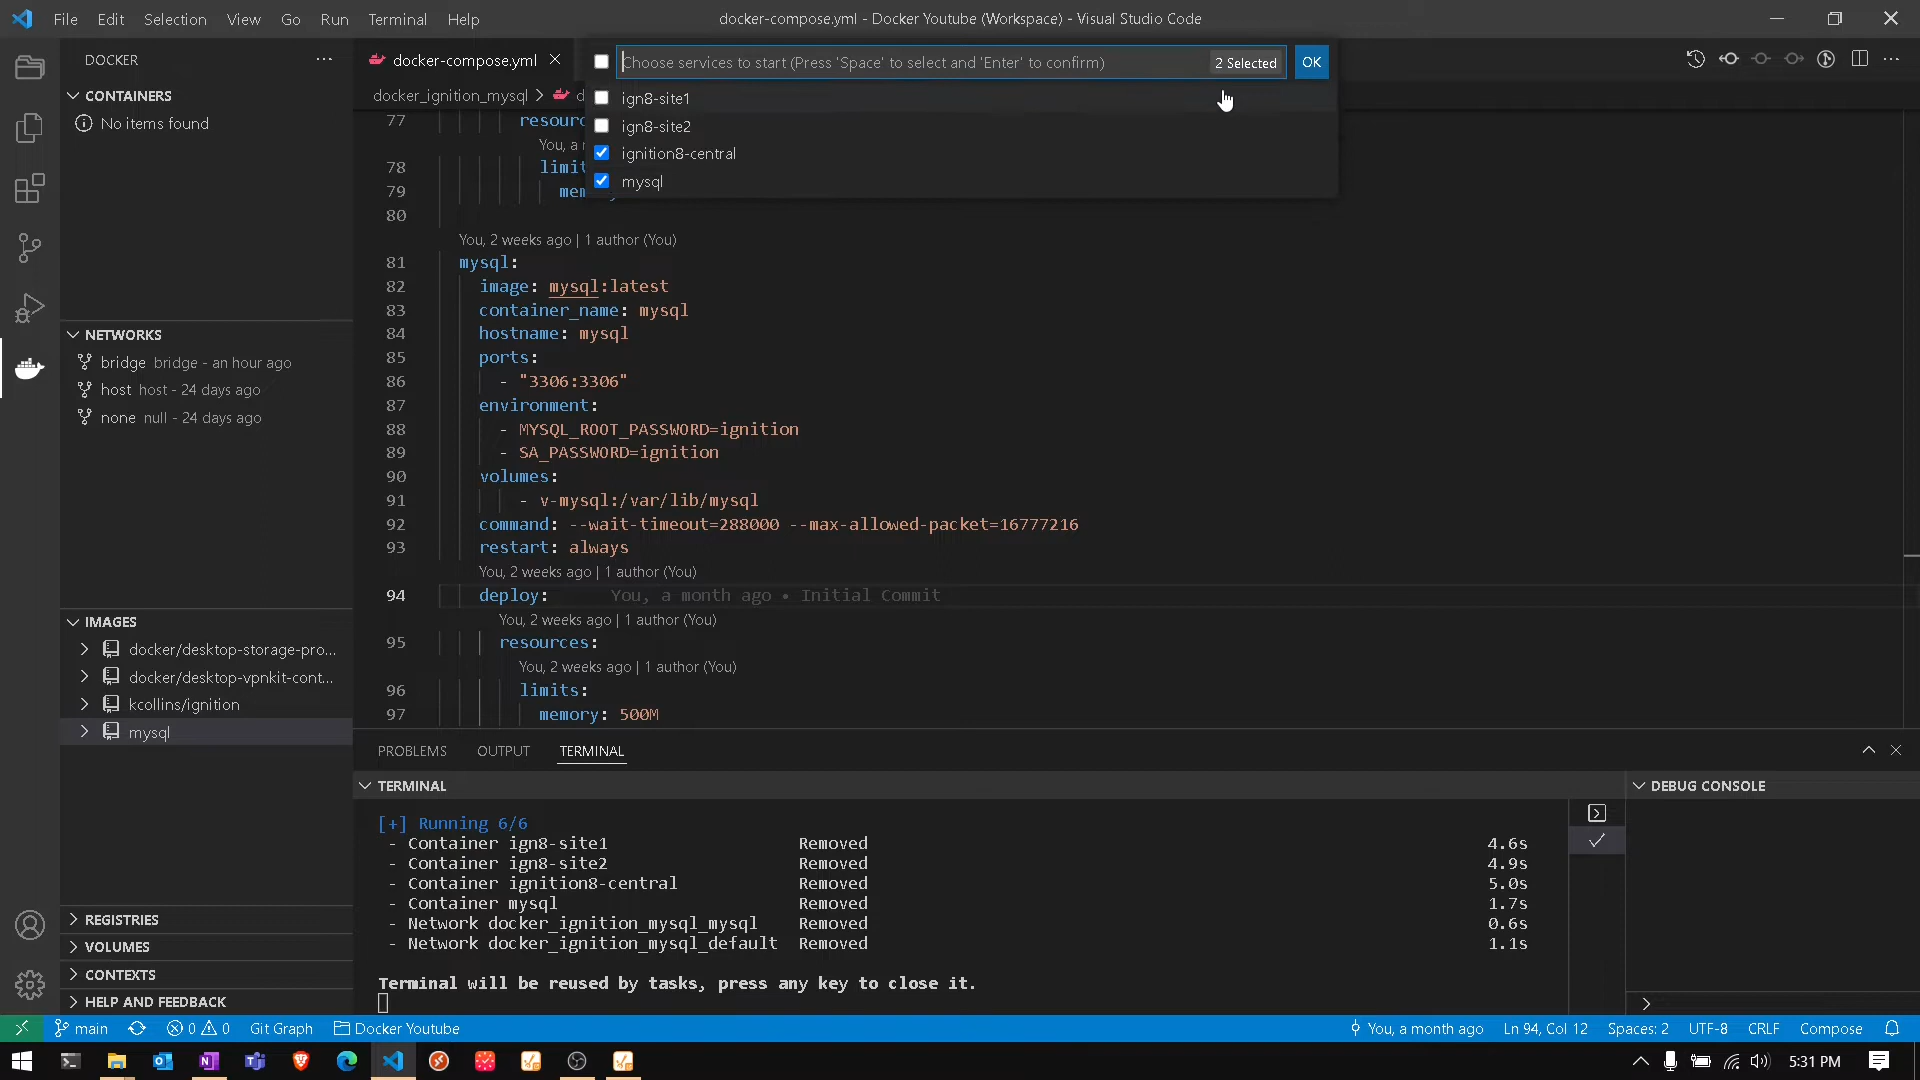 File Edit Selection View Go Run Terminal Help
docker-compose.yml - Docker Youtube (Workspace) - Visual Studio Code
DOCKER
docker-compose.yml
Choose services to start (Press 'Space' to select and 'Enter' to confirm)
2 Selected
OK
ign8-site1
ign8-site2
ignition8-central
mysql
CONTAINERS
No items found
NETWORKS
bridge bridge - an hour ago
host host - 24 days ago
none null - 24 days ago
IMAGES
docker/desktop-storage-pro...
docker/desktop-vpnkit-cont...
kcollins/ignition
mysql
REGISTRIES
VOLUMES
CONTEXTS
HELP AND FEEDBACK
docker_ignition_mysql > d
77 resourc
You, a
78 limit
79 mem
80
You, 2 weeks ago | 1 author (You)
81 mysql:
82 image: mysql:latest
83 container_name: mysql
84 hostname: mysql
85 ports:
86 - "3306:3306"
87 environment:
88 - MYSQL_ROOT_PASSWORD=ignition
89 - SA_PASSWORD=ignition
90 volumes:
91 - v-mysql:/var/lib/mysql
92 command: --wait-timeout=288000 --max-allowed-packet=16777216
93 restart: always
You, 2 weeks ago | 1 author (You)
94 deploy: You, a month ago • Initial Commit
You, 2 weeks ago | 1 author (You)
95 resources:
You, 2 weeks ago | 1 author (You)
96 limits:
97 memory: 500M
PROBLEMS OUTPUT TERMINAL
TERMINAL
[+] Running 6/6
- Container ign8-site1 Removed 4.6s
- Container ign8-site2 Removed 4.9s
- Container ignition8-central Removed 5.0s
- Container mysql Removed 1.7s
- Network docker_ignition_mysql_mysql Removed 0.6s
- Network docker_ignition_mysql_default Removed 1.1s
Terminal will be reused by tasks, press any key to close it.
DEBUG CONSOLE
main 0 0 Git Graph Docker Youtube
You, a month ago Ln 94, Col 12 Spaces: 2 UTF-8 CRLF Compose
5:31 PM